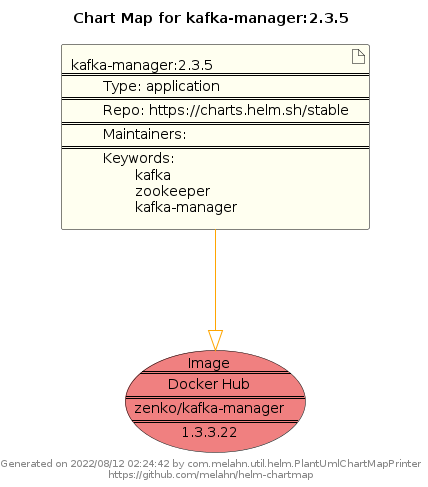 Chart Map for kafka-manager:2.3.5
kafka-manager:2.3.5
Type: application
Repo: https://charts.helm.sh/stable
Maintainers:
Keywords:
kafka
zookeeper
kafka-manager
Image
Docker Hub
zenko/kafka-manager
1.3.3.22
Generated on 2022/08/12 02:24:42 by com.melahn.util.helm.PlantUmlChartMapPrinter
https://github.com/melahn/helm-chartmap